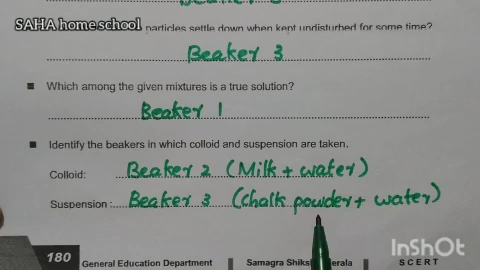 SAHA home school
particles settle down when kept undisturbed for some time?
Beaker 3
Which among the given mixtures is a true solution?
Beaker 1
Identify the beakers in which colloid and suspension are taken.
Colloid: Beaker 2 (Milk + water)
Suspension: Beaker 3 (chalk powder + water)
180 General Education Department Samagra Shiksha Kerala SCERT
InShOt